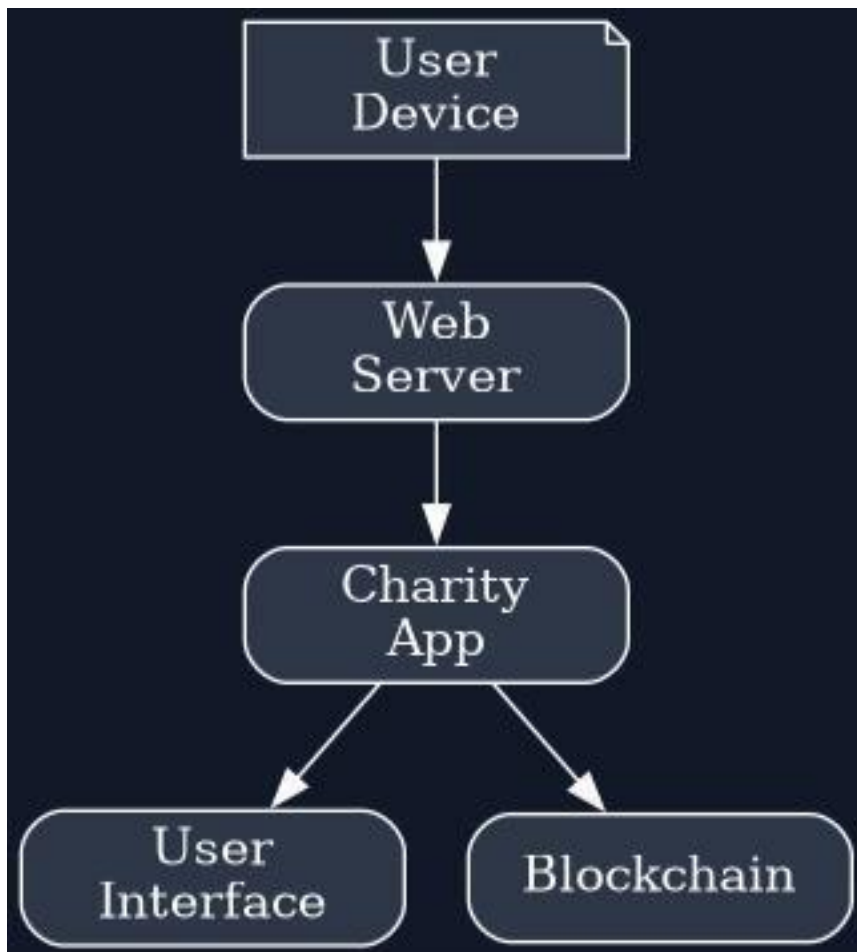 User
Device
Web
Server
Charity
App
User
Interface
Blockchain